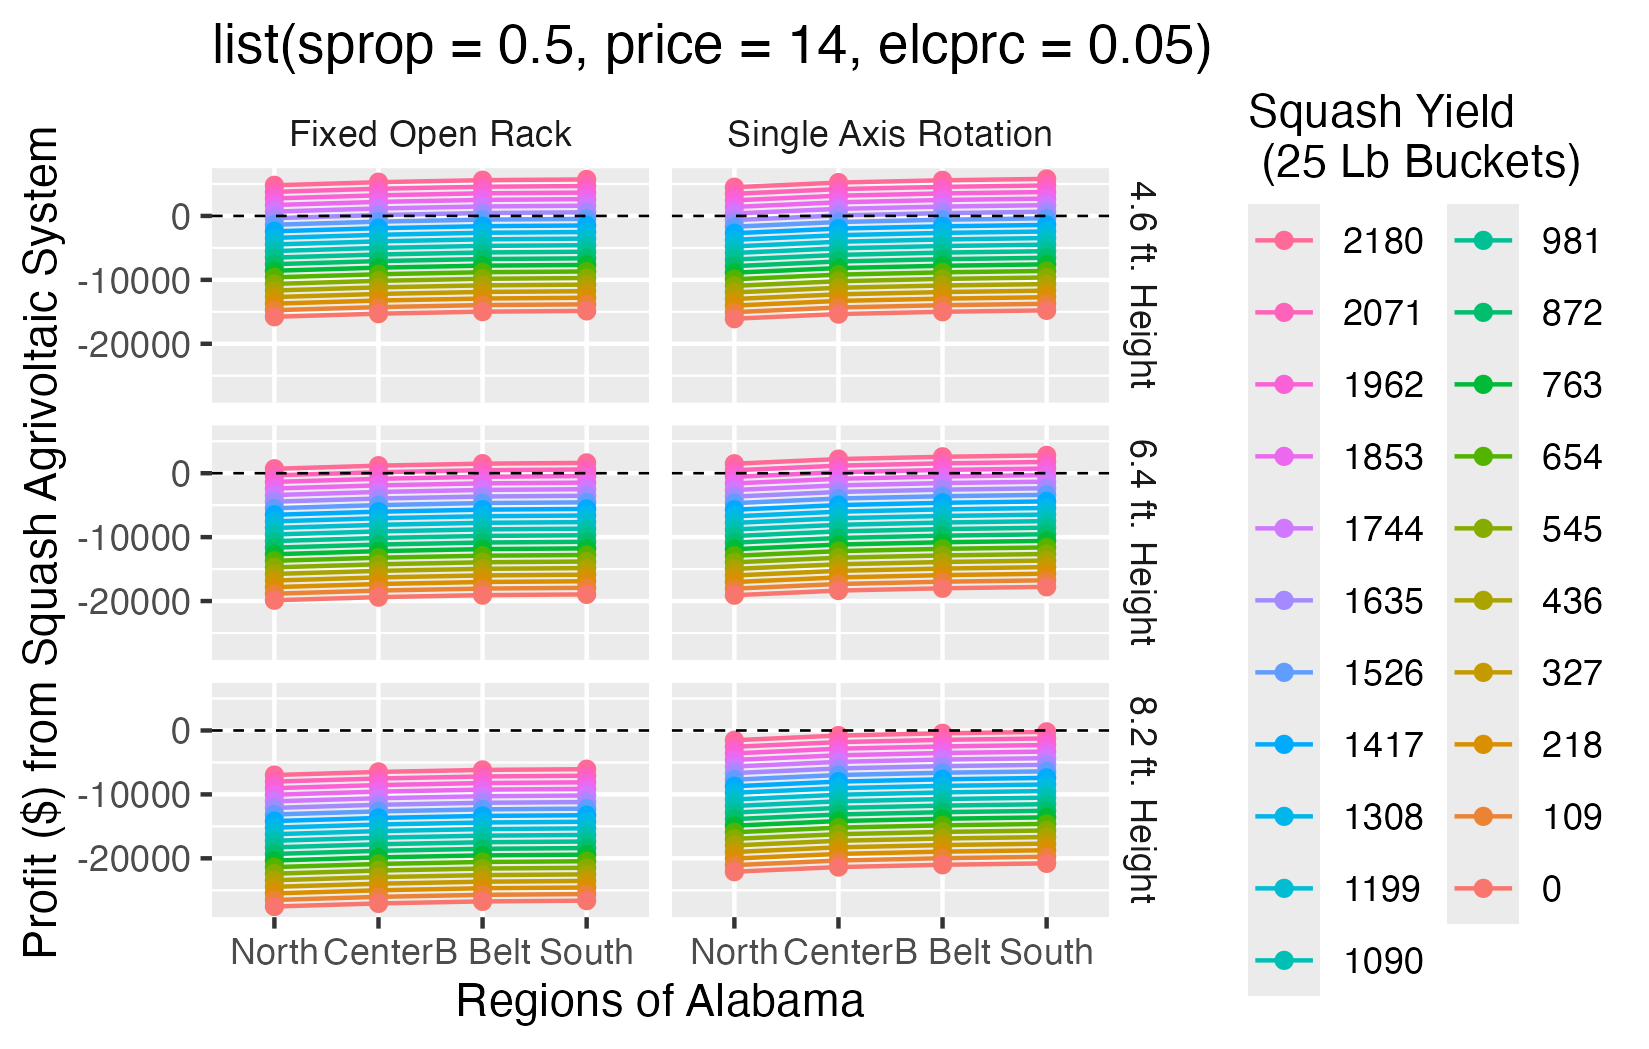 list(sprop = 0.5, price = 14, elcprc = 0.05)
Fixed Open Rack
Single Axis Rotation
Profit ($) from Squash Agrivoltaic System
0
-10000
-20000
4.6 ft. Height
0
-10000
-20000
6.4 ft. Height
0
-10000
-20000
8.2 ft. Height
North Center B Belt South
North Center B Belt South
Regions of Alabama
Squash Yield
(25 Lb Buckets)
2180
2071
1962
1853
1744
1635
1526
1417
1308
1199
1090
981
872
763
654
545
436
327
218
109
0